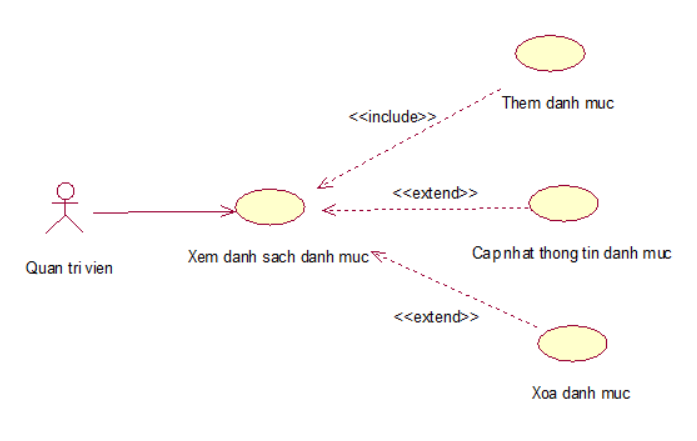 Them danh muc
<<include>>
<<extend>>
Quan tri vien
Xem danh sach danh muc
Cap nhat thong tin danh muc
<<extend>>
Xoa danh muc